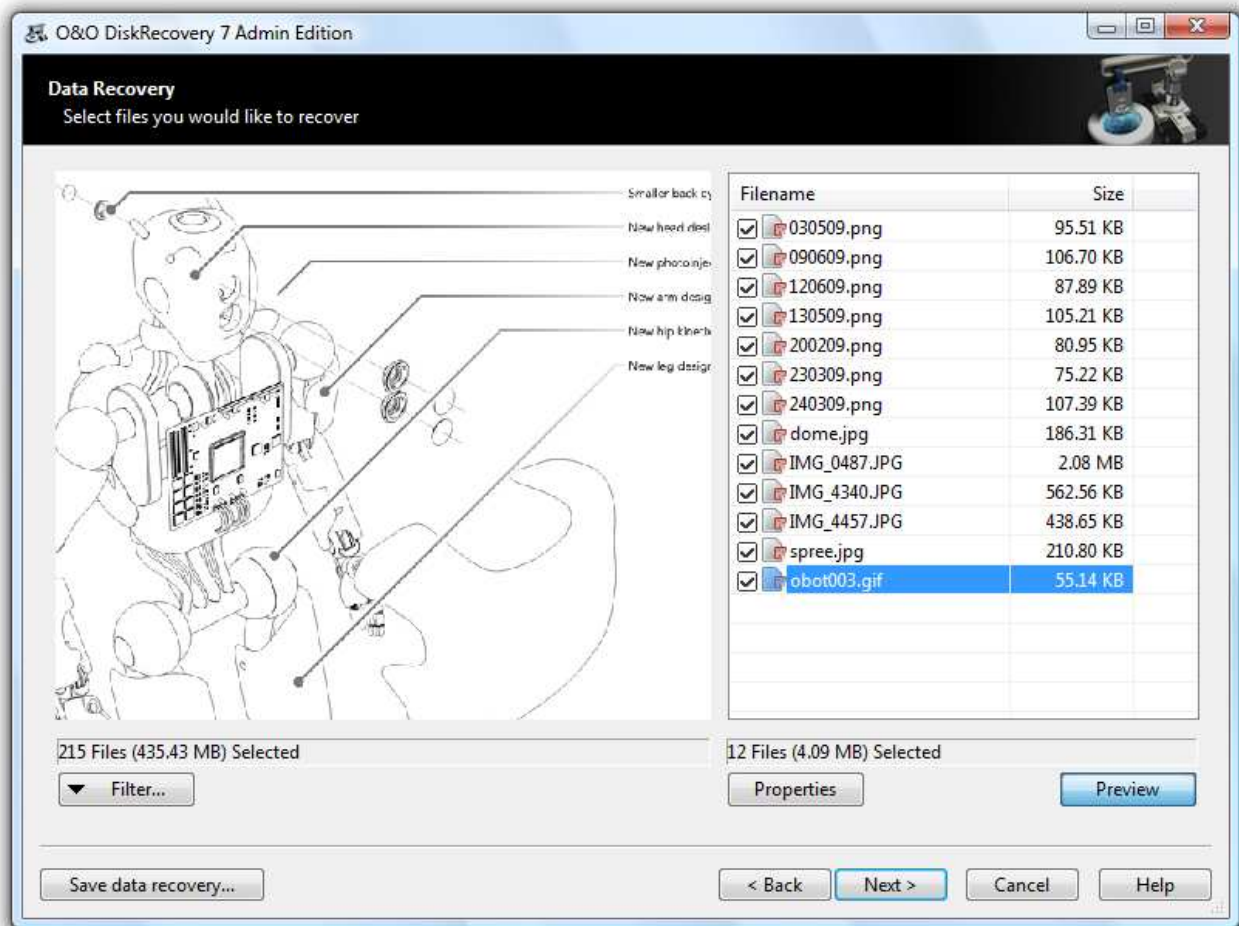 O&O DiskRecovery 7 Admin Edition
Data Recovery
Select files you would like to recover
Smaller back
New head
New
New arm
New hip
New leg design
Filename Size
030509.png 95.51 KB
090609.png 106.70 KB
120609.png 87.89 KB
130509.png 105.21 KB
200209.png 80.95 KB
230309.png 75.22 KB
240309.png 107.39 KB
dome.jpg 186.31 KB
IMG_0487.JPG 2.08 MB
IMG_4340.JPG 562.56 KB
IMG_4457.JPG 438.65 KB
spree.jpg 210.80 KB
obot003.gif 55.14 KB
215 Files (435.43 MB) Selected
12 Files (4.09 MB) Selected
Filter...
Properties
Preview
Save data recovery...
< Back
Next >
Cancel
Help